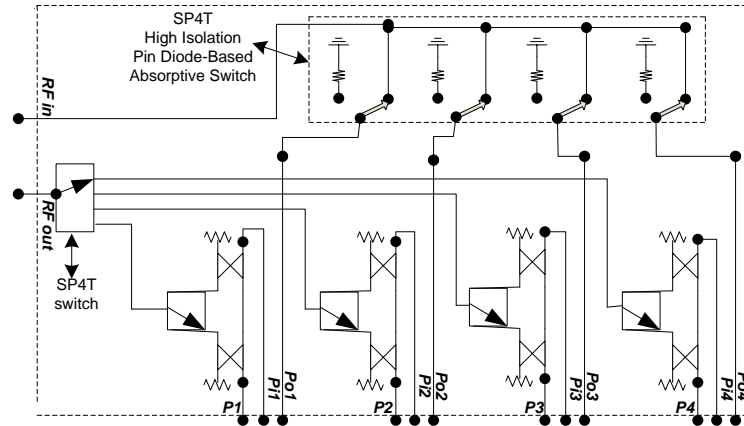 SP4T
High Isolation
Pin Diode-Based
Absorptive Switch
RF in
RF out
SP4T
switch
P1
Pi1
Po1
P2
Pi2
Po2
P3
Pi3
Po3
P4
Pi4
Po4